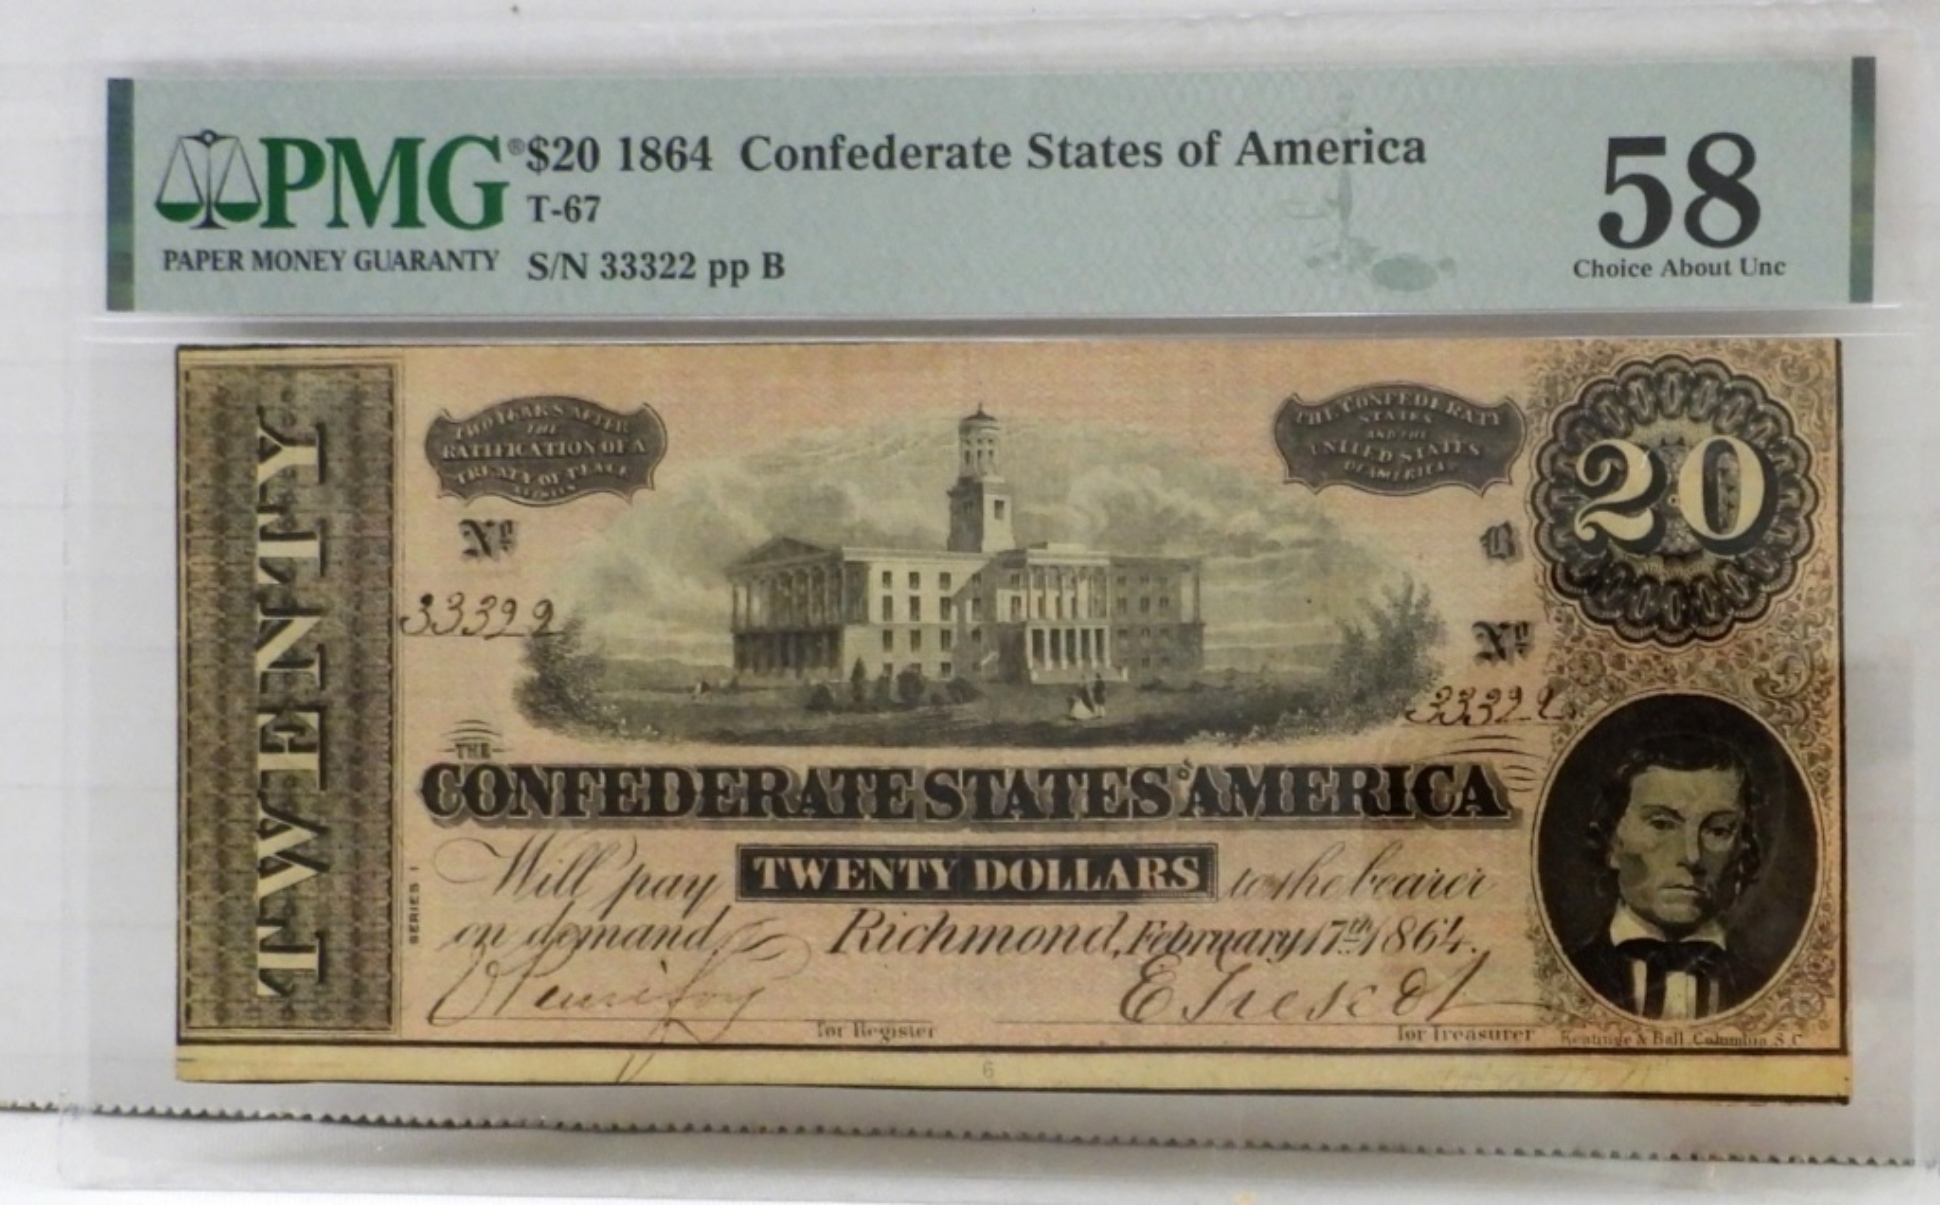 PMG® $20 1864 Confederate States of America
T-67
PAPER MONEY GUARANTY S/N 33322 pp B
58
Choice About Unc
TWENTY
TWO YEARS AFTER
THE
RATIFICATION OF A
TREATY OF PEACE
BETWEEN
THE CONFEDERATE
STATES
AND THE
UNITED STATES
OF AMERICA
20
No
33322
B
No
33322
THE
CONFEDERATE STATES OF AMERICA
Will pay TWENTY DOLLARS to the bearer
on demand Richmond, February 17th 1864.
SERIES 1
for Register
for Treasurer
Keatinge & Ball, Columbia, S.C.
6